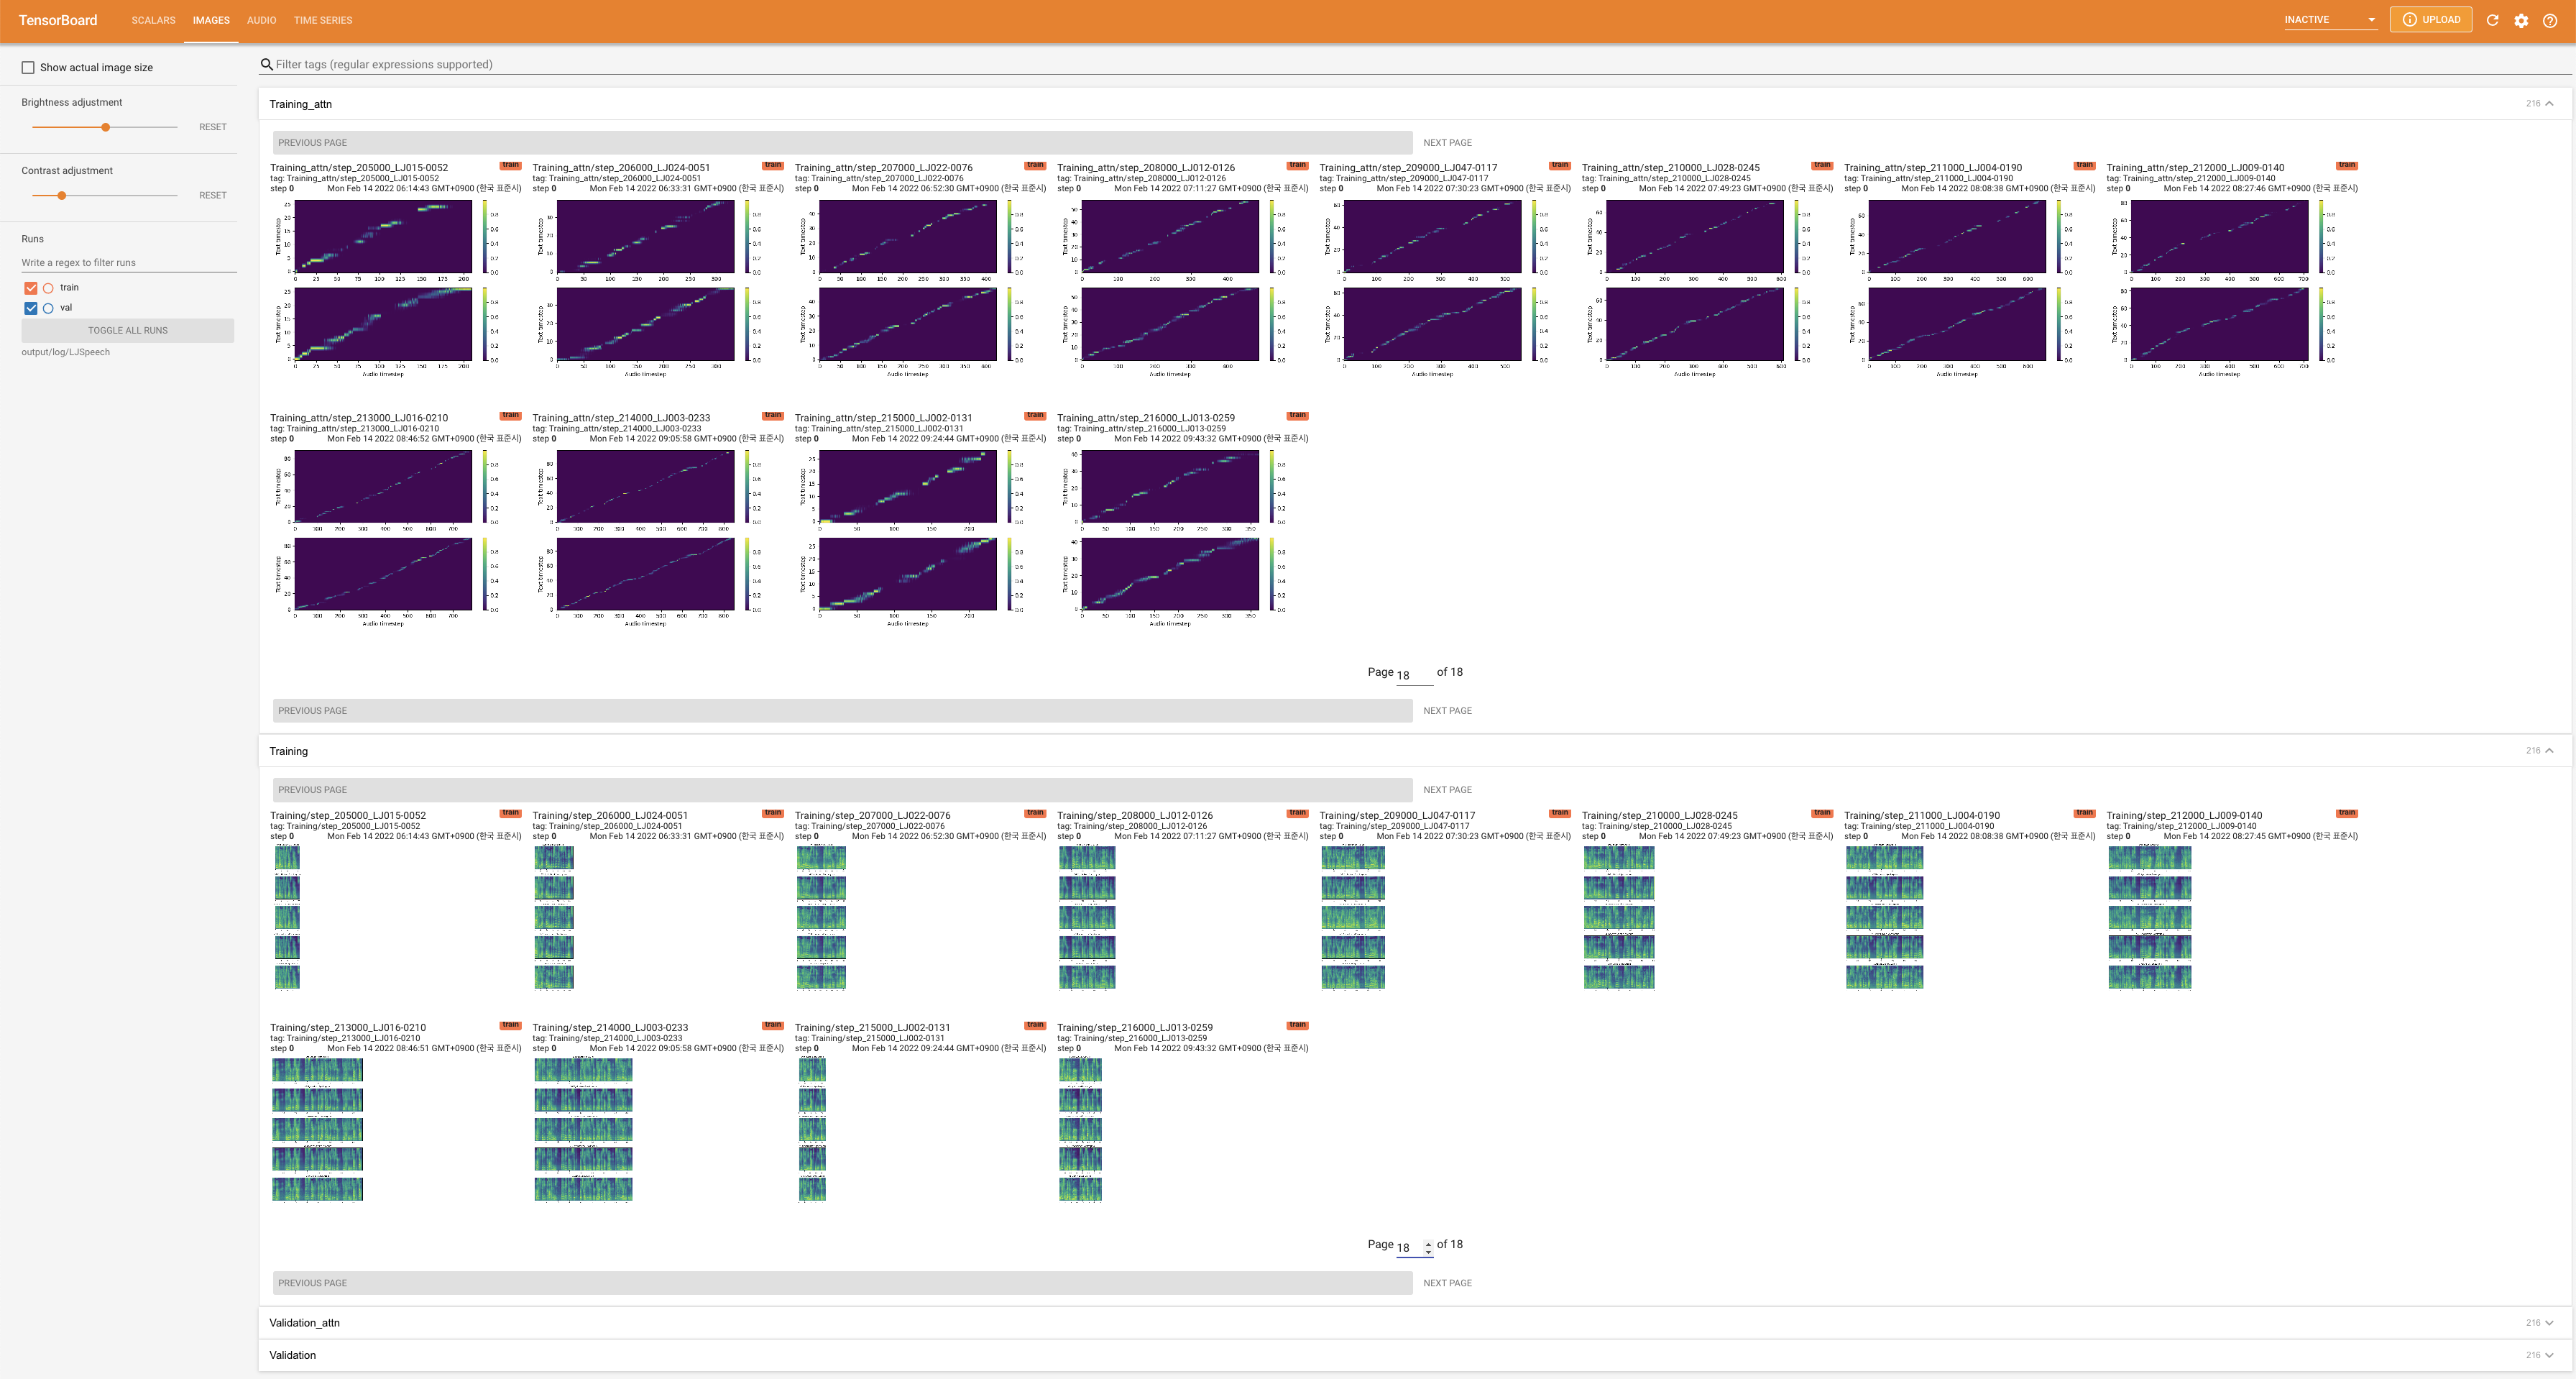 TensorBoard
SCALARS IMAGES AUDIO TIME SERIES
INACTIVE
UPLOAD
Show actual image size
Brightness adjustment
RESET
Contrast adjustment
RESET
Runs
Write a regex to filter runs
train
val
TOGGLE ALL RUNS
output/log/LJSpeech
Filter tags (regular expressions supported)
Training_attn
216
PREVIOUS PAGE
NEXT PAGE
Training_attn/step_205000_LJ015-0052 train
tag: Training_attn/step_205000_LJ015-0052
step 0 Mon Feb 14 2022 06:14:43 GMT+0900 (한국 표준시)
Training_attn/step_206000_LJ024-0051 train
tag: Training_attn/step_206000_LJ024-0051
step 0 Mon Feb 14 2022 06:33:31 GMT+0900 (한국 표준시)
Training_attn/step_207000_LJ022-0076 train
tag: Training_attn/step_207000_LJ022-0076
step 0 Mon Feb 14 2022 06:52:30 GMT+0900 (한국 표준시)
Training_attn/step_208000_LJ012-0126 train
tag: Training_attn/step_208000_LJ012-0126
step 0 Mon Feb 14 2022 07:11:27 GMT+0900 (한국 표준시)
Training_attn/step_209000_LJ047-0117 train
tag: Training_attn/step_209000_LJ047-0117
step 0 Mon Feb 14 2022 07:30:23 GMT+0900 (한국 표준시)
Training_attn/step_210000_LJ028-0245 train
tag: Training_attn/step_210000_LJ028-0245
step 0 Mon Feb 14 2022 07:49:23 GMT+0900 (한국 표준시)
Training_attn/step_211000_LJ004-0190 train
tag: Training_attn/step_211000_LJ004-0190
step 0 Mon Feb 14 2022 08:08:38 GMT+0900 (한국 표준시)
Training_attn/step_212000_LJ009-0140 train
tag: Training_attn/step_212000_LJ009-0140
step 0 Mon Feb 14 2022 08:27:46 GMT+0900 (한국 표준시)
Training_attn/step_213000_LJ016-0210 train
tag: Training_attn/step_213000_LJ016-0210
step 0 Mon Feb 14 2022 08:46:52 GMT+0900 (한국 표준시)
Training_attn/step_214000_LJ003-0233 train
tag: Training_attn/step_214000_LJ003-0233
step 0 Mon Feb 14 2022 09:05:58 GMT+0900 (한국 표준시)
Training_attn/step_215000_LJ002-0131 train
tag: Training_attn/step_215000_LJ002-0131
step 0 Mon Feb 14 2022 09:24:44 GMT+0900 (한국 표준시)
Training_attn/step_216000_LJ013-0259 train
tag: Training_attn/step_216000_LJ013-0259
step 0 Mon Feb 14 2022 09:43:32 GMT+0900 (한국 표준시)
Page 18 of 18
PREVIOUS PAGE
NEXT PAGE
Training
216
PREVIOUS PAGE
NEXT PAGE
Training/step_205000_LJ015-0052 train
tag: Training/step_205000_LJ015-0052
step 0 Mon Feb 14 2022 06:14:43 GMT+0900 (한국 표준시)
Training/step_206000_LJ024-0051 train
tag: Training/step_206000_LJ024-0051
step 0 Mon Feb 14 2022 06:33:31 GMT+0900 (한국 표준시)
Training/step_207000_LJ022-0076 train
tag: Training/step_207000_LJ022-0076
step 0 Mon Feb 14 2022 06:52:30 GMT+0900 (한국 표준시)
Training/step_208000_LJ012-0126 train
tag: Training/step_208000_LJ012-0126
step 0 Mon Feb 14 2022 07:11:27 GMT+0900 (한국 표준시)
Training/step_209000_LJ047-0117 train
tag: Training/step_209000_LJ047-0117
step 0 Mon Feb 14 2022 07:30:23 GMT+0900 (한국 표준시)
Training/step_210000_LJ028-0245 train
tag: Training/step_210000_LJ028-0245
step 0 Mon Feb 14 2022 07:49:23 GMT+0900 (한국 표준시)
Training/step_211000_LJ004-0190 train
tag: Training/step_211000_LJ004-0190
step 0 Mon Feb 14 2022 08:08:38 GMT+0900 (한국 표준시)
Training/step_212000_LJ009-0140 train
tag: Training/step_212000_LJ009-0140
step 0 Mon Feb 14 2022 08:27:45 GMT+0900 (한국 표준시)
Training/step_213000_LJ016-0210 train
tag: Training/step_213000_LJ016-0210
step 0 Mon Feb 14 2022 08:46:51 GMT+0900 (한국 표준시)
Training/step_214000_LJ003-0233 train
tag: Training/step_214000_LJ003-0233
step 0 Mon Feb 14 2022 09:05:58 GMT+0900 (한국 표준시)
Training/step_215000_LJ002-0131 train
tag: Training/step_215000_LJ002-0131
step 0 Mon Feb 14 2022 09:24:44 GMT+0900 (한국 표준시)
Training/step_216000_LJ013-0259 train
tag: Training/step_216000_LJ013-0259
step 0 Mon Feb 14 2022 09:43:32 GMT+0900 (한국 표준시)
Page 18 of 18
PREVIOUS PAGE
NEXT PAGE
Validation_attn
216
Validation
216